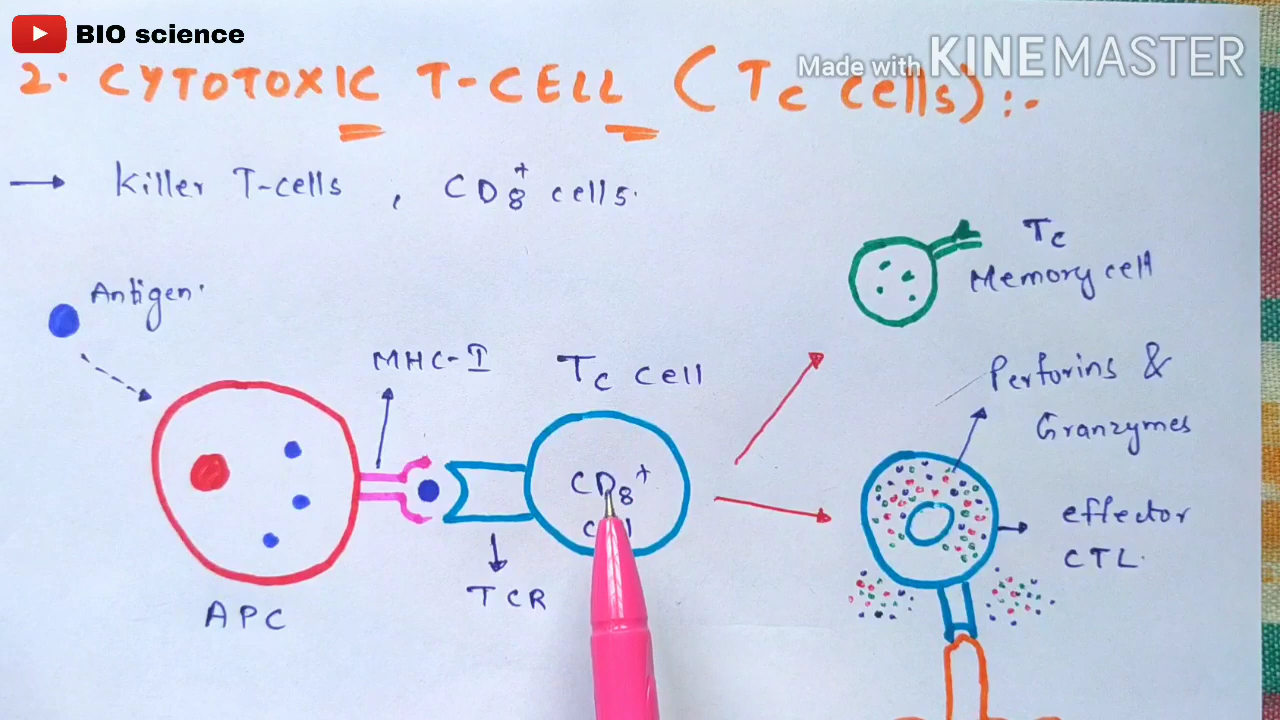 BIO science
Made with KINEMASTER
2. CYTOTOXIC T-CELL (Tc cells):-
→ Killer T-cells , CD8+ cells.
Antigen.
MHC-I
Tc cell
Tc
Memory cell
Perforins &
Granzymes
CD8+
effector
CTL.
TCR
APC